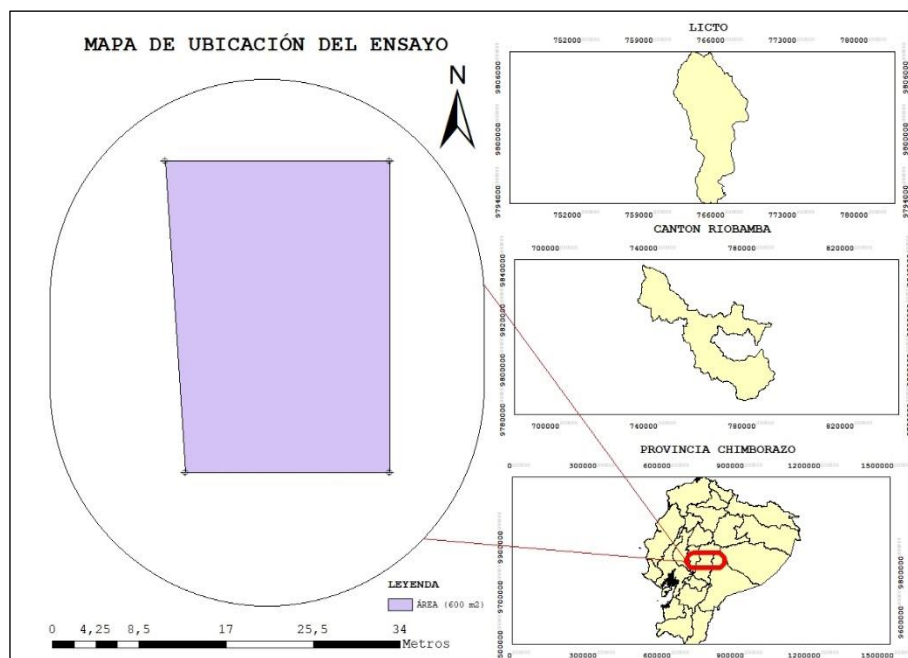 MAPA DE UBICACIÓN DEL ENSAYO
N
LEYENDA
ÁREA (600 m2)
0 4,25 8,5 17 25,5 34
Metros
LICTO
752000 759000 766000 773000 780000
9806000 9800000 9794000
9806000 9800000 9794000
752000 759000 766000 773000 780000
CANTON RIOBAMBA
700000 740000 780000 820000
9840000 9820000 9800000 9780000
700000 740000 780000 820000
PROVINCIA CHIMBORAZO
0 300000 600000 900000 1200000 1500000
9900000 9700000
9800000 9600000
0 300000 600000 900000 1200000 1500000